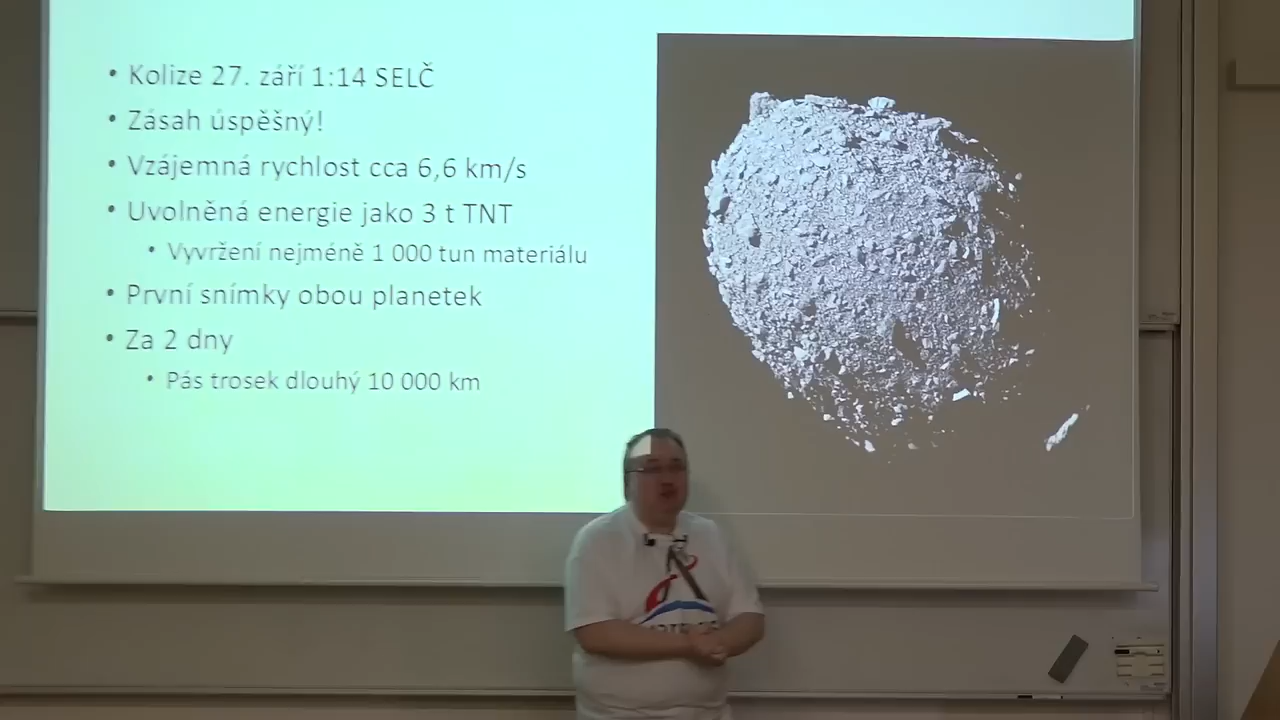 • Kolize 27. září 1:14 SELČ
• Zásah úspěšný!
• Vzájemná rychlost cca 6,6 km/s
• Uvolněná energie jako 3 t TNT
• Vyvržení nejméně 1 000 tun materiálu
• První snímky obou planetek
• Za 2 dny
• Pás trosek dlouhý 10 000 km